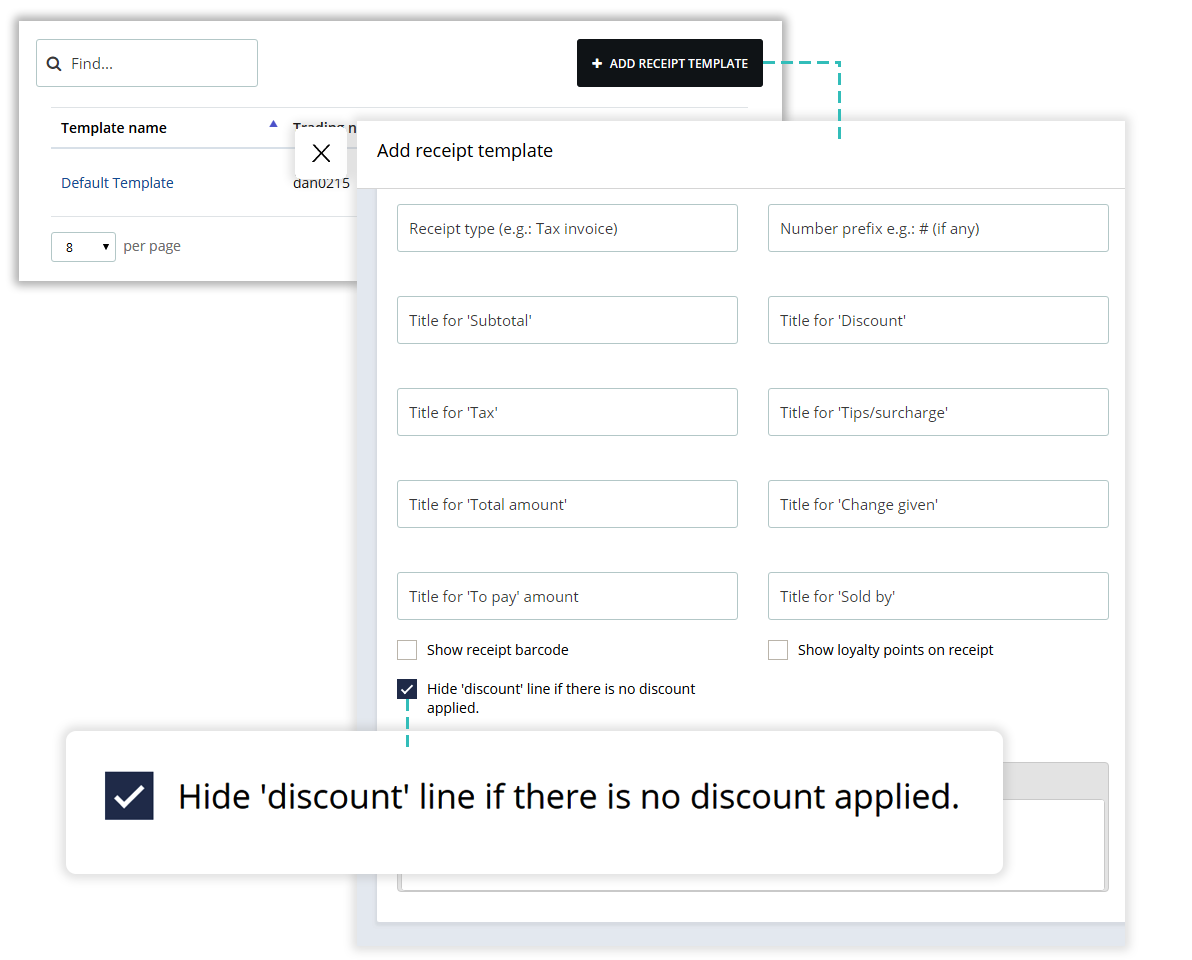 Find...
+ ADD RECEIPT TEMPLATE
Template name
Default Template
dan0215
8 per page
Add receipt template
Receipt type (e.g.: Tax invoice)
Number prefix e.g.: # (if any)
Title for 'Subtotal'
Title for 'Discount'
Title for 'Tax'
Title for 'Tips/surcharge'
Title for 'Total amount'
Title for 'Change given'
Title for 'To pay' amount
Title for 'Sold by'
Show receipt barcode
Show loyalty points on receipt
Hide 'discount' line if there is no discount
applied.
Hide 'discount' line if there is no discount applied.